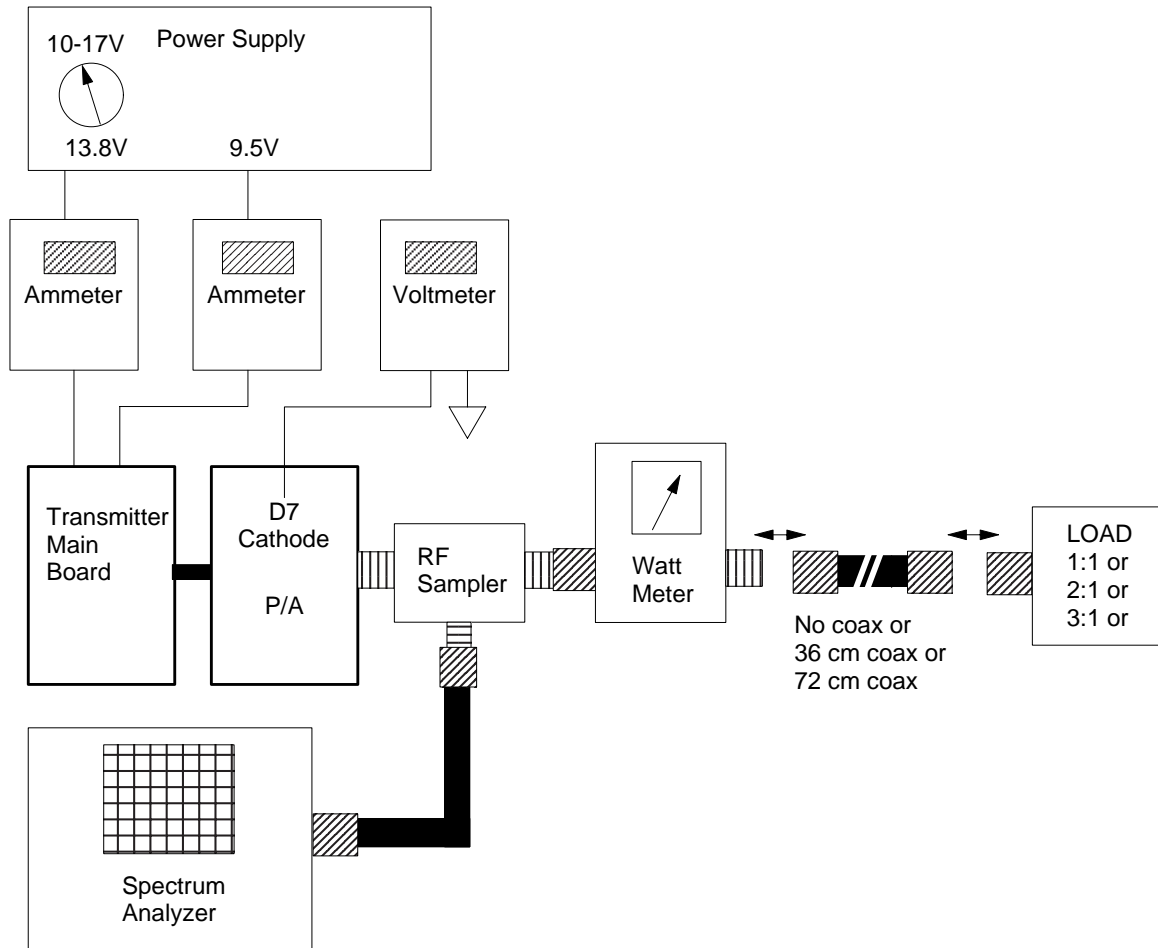 10-17V
Power Supply
13.8V
9.5V
Ammeter
Ammeter
Voltmeter
Transmitter
Main
Board
D7
Cathode
P/A
RF
Sampler
Watt
Meter
No coax or
36 cm coax or
72 cm coax
LOAD
1:1 or
2:1 or
3:1 or
Spectrum
Analyzer